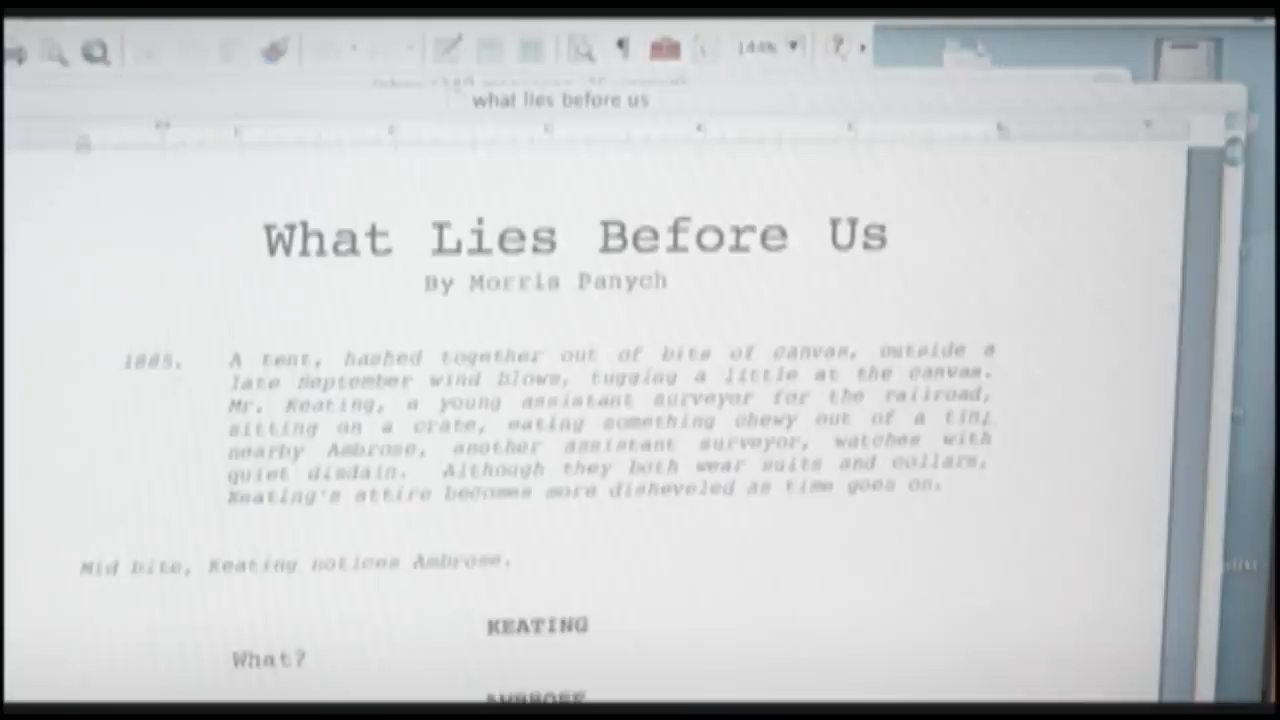 144%
what lies before us
What Lies Before Us
By Morris Panych
1885. A tent, hashed together out of bits of canvas, outside a
late September wind blows, tugging a little at the canvas.
Mr. Keating, a young assistant surveyor for the railroad,
sitting on a crate, eating something chewy out of a tin;
nearby Ambrose, another assistant surveyor, watches with
quiet disdain. Although they both wear suits and collars,
Keating's attire becomes more disheveled as time goes on.
Mid bite, Keating notices Ambrose.
KEATING
What?
AMBROSE